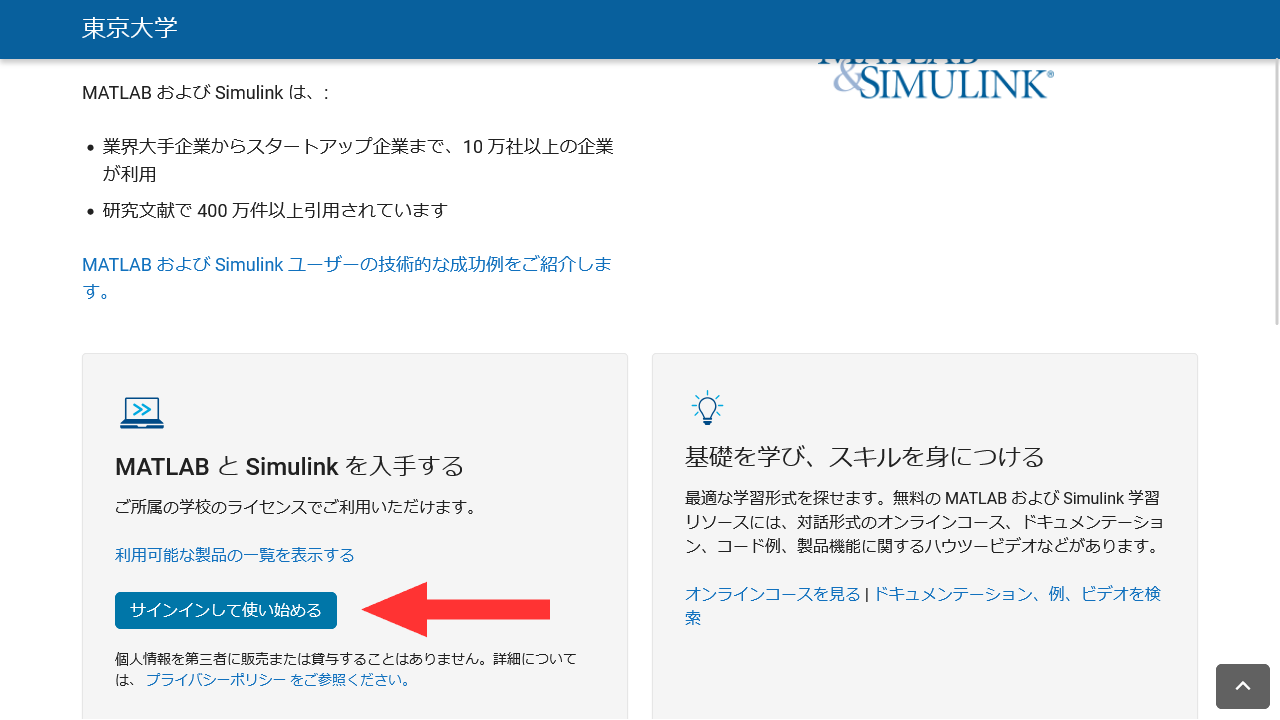 東京大学
MATLAB
&SIMULINK®
MATLAB および Simulink は、:
• 業界大手企業からスタートアップ企業まで、10 万社以上の企業
が利用
• 研究文献で 400 万件以上引用されています
MATLAB および Simulink ユーザーの技術的な成功例をご紹介しま
す。
MATLAB と Simulink を入手する
ご所属の学校のライセンスでご利用いただけます。
利用可能な製品の一覧を表示する
サインインして使い始める
個人情報を第三者に販売または貸与することはありません。詳細について
は、 プライバシーポリシー をご参照ください。
基礎を学び、スキルを身につける
最適な学習形式を探せます。無料の MATLAB および Simulink 学習
リソースには、対話形式のオンラインコース、ドキュメンテーショ
ン、コード例、製品機能に関するハウツービデオなどがあります。
オンラインコースを見る | ドキュメンテーション、例、ビデオを検
索